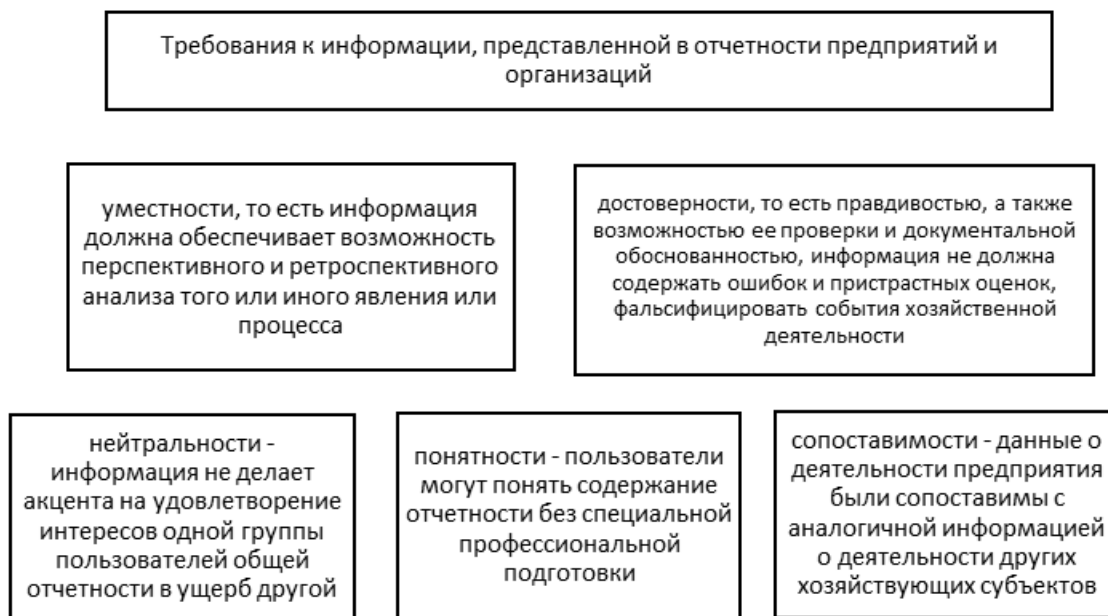 Требования к информации, представленной в отчетности предприятий и
организаций
уместности, то есть информация
должна обеспечивает возможность
перспективного и ретроспективного
анализа того или иного явления или
процесса
достоверности, то есть правдивостью, а также
возможностью ее проверки и документальной
обоснованностью, информация не должна
содержать ошибок и пристрастных оценок,
фальсифицировать события хозяйственной
деятельности
нейтральности -
информация не делает
акцента на удовлетворение
интересов одной группы
пользователей общей
отчетности в ущерб другой
понятности - пользователи
могут понять содержание
отчетности без специальной
профессиональной
подготовки
сопоставимости - данные о
деятельности предприятия
были сопоставимы с
аналогичной информацией
о деятельности других
хозяйствующих субъектов